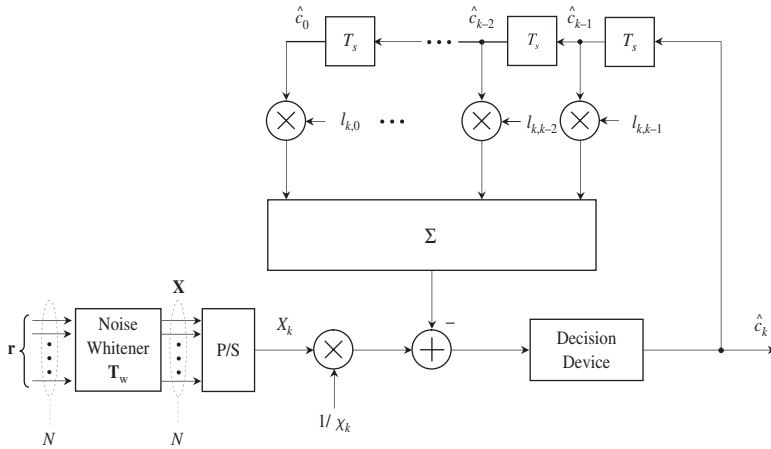 ĉ₀ ĉₖ₋₂ ĉₖ₋₁
Tₛ Tₛ Tₛ
lₖ,₀ lₖ,ₖ₋₂ lₖ,ₖ₋₁
Σ
X
r
Noise
Whitener
T_w
P/S
Xₖ
−
Decision
Device
ĉₖ
1/ χₖ
N N